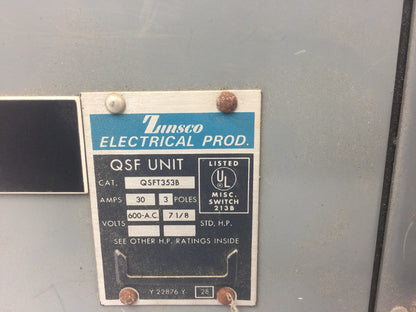 Zinsco
ELECTRICAL PROD.
QSF UNIT
CAT. QSFT353B
AMPS 30 3 POLES
VOLTS 600-A.C. 7 1/8 STD. H.P.
LISTED
UL
MISC.
SWITCH
213B
SEE OTHER H.P. RATINGS INSIDE
Y 22876 Y 28